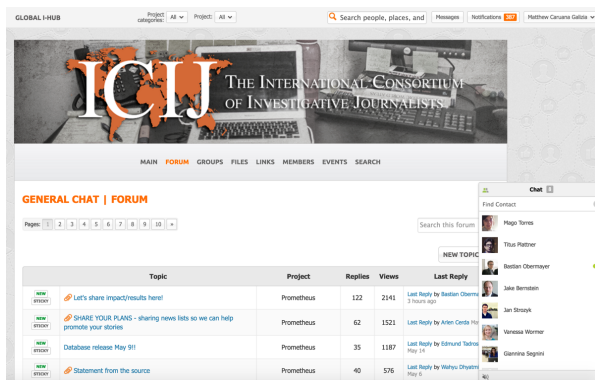 GLOBAL I-HUB
Project categories: All
Project: All
Search people, places, and
Messages
Notifications 387
Matthew Caruana Galizia
ICIJ
THE INTERNATIONAL CONSORTIUM
OF INVESTIGATIVE JOURNALISTS
MAIN FORUM GROUPS FILES LINKS MEMBERS EVENTS SEARCH
GENERAL CHAT | FORUM
Pages: 1 2 3 4 5 6 7 8 9 10 »
Search this forum
NEW TOPIC
Topic Project Replies Views Last Reply
NEW
STICKY
Let's share impact/results here!
Prometheus 122 2141
Last Reply by Bastian Oberma
3 hours ago
NEW
STICKY
SHARE YOUR PLANS - sharing news lists so we can help
promote your stories
Prometheus 62 1521
Last Reply by Arlen Cerda Ma
NEW
STICKY
Database release May 9!!
Prometheus 35 1187
Last Reply by Edmund Tadros
May 14
NEW
STICKY
Statement from the source
Prometheus 40 576
Last Reply by Wahyu Dhyatm
May 6
Chat 4
Find Contact
Mago Torres
Titus Plattner
Bastian Obermayer
Jake Bernstein
Jan Strozyk
Vanessa Wormer
Giannina Segnini